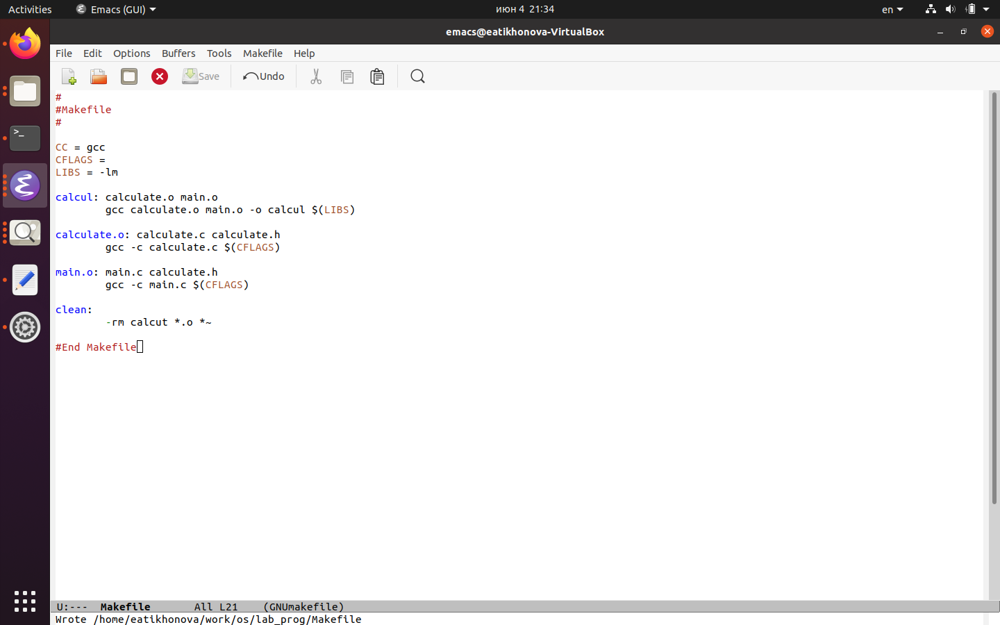 Activities Emacs (GUI) июн 4 21:34 en
emacs@eatikhonova-VirtualBox
File Edit Options Buffers Tools Makefile Help
Save Undo
#
#Makefile
#
CC = gcc
CFLAGS =
LIBS = -lm
calcul: calculate.o main.o
gcc calculate.o main.o -o calcul $(LIBS)
calculate.o: calculate.c calculate.h
gcc -c calculate.c $(CFLAGS)
main.o: main.c calculate.h
gcc -c main.c $(CFLAGS)
clean:
-rm calcut *.o *~
#End Makefile
U:--- Makefile All L21 (GNUmakefile)
Wrote /home/eatikhonova/work/os/lab_prog/Makefile